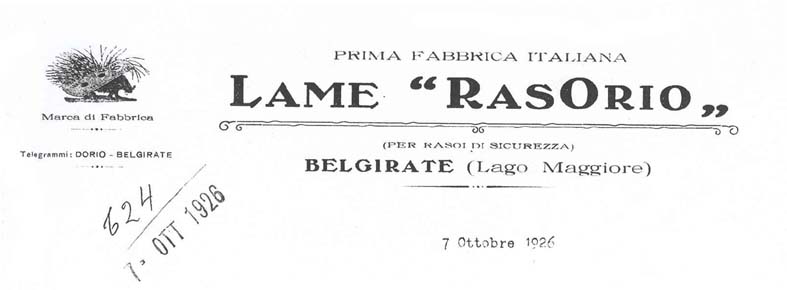 PRIMA FABBRICA ITALIANA
LAME “RASORIO„
(PER RASOI DI SICUREZZA)
BELGIRATE (Lago Maggiore)
Marca di Fabbrica
Telegrammi: DORIO - BELGIRATE
624
7 OTT 1926
7 Ottobre 1926